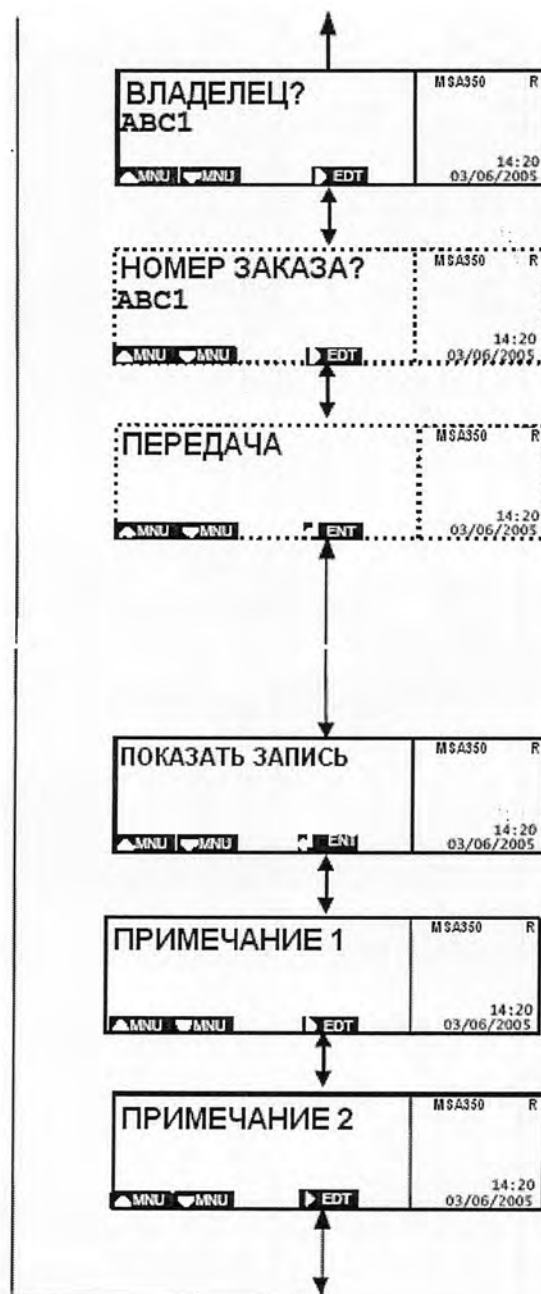 ВЛАДЕЛЕЦ?
ABC1
MNU MNU EDT
MSA350 R
14:20
03/06/2005
НОМЕР ЗАКАЗА?
ABC1
MNU MNU EDT
MSA350 R
14:20
03/06/2005
ПЕРЕДАЧА
MNU MNU ENT
MSA350 R
14:20
03/06/2005
ПОКАЗАТЬ ЗАПИСЬ
MNU MNU ENT
MSA350 R
14:20
03/06/2005
ПРИМЕЧАНИЕ 1
MNU MNU EDT
MSA350 R
14:20
03/06/2005
ПРИМЕЧАНИЕ 2
MNU MNU EDT
MSA350 R
14:20
03/06/2005